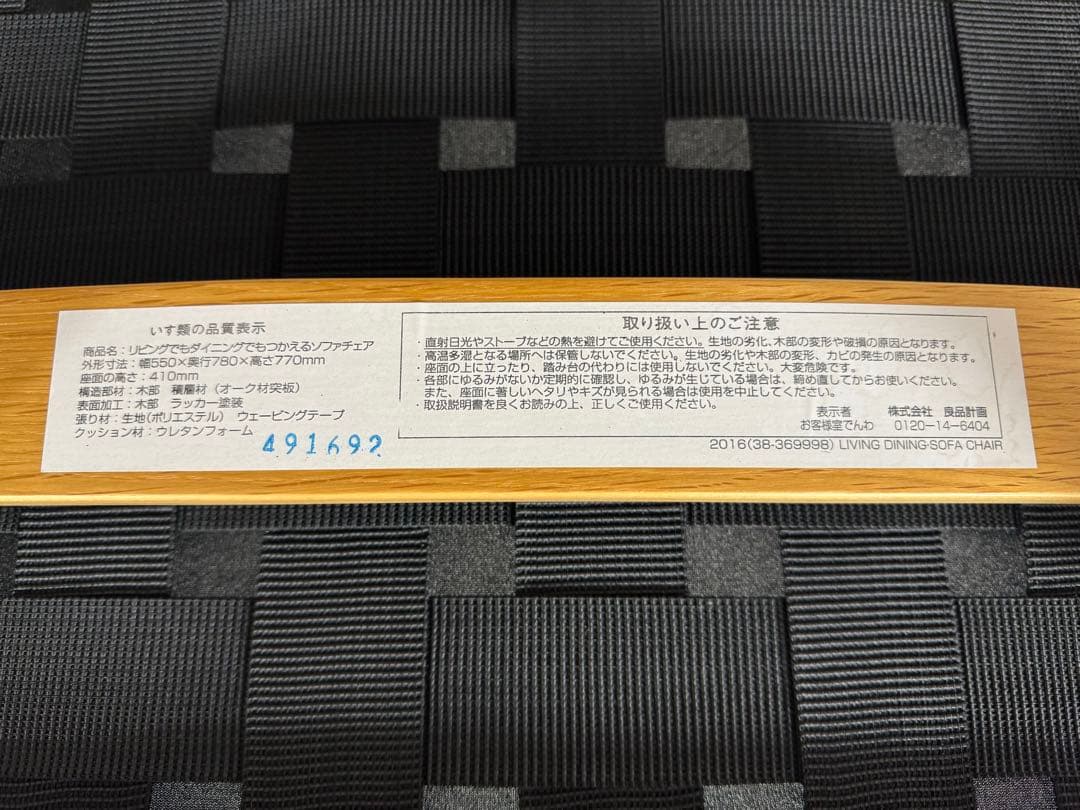 いす類の品質表示
商品名：リビングでもダイニングでもつかえるソファチェア
外形寸法：幅550×奥行780×高さ770mm
座面の高さ：410mm
構造部材：木部　積層材（オーク材突板）
表面加工：木部　ラッカー塗装
張り材：生地（ポリエステル）　ウェービングテープ
クッション材：ウレタンフォーム
491692
取り扱い上のご注意
・直射日光やストーブなどの熱を避けてご使用ください。生地の劣化、木部の変形や破損の原因となります。
・高温多湿となる場所へは保管しないでください。生地の劣化や木部の変形、カビの発生の原因となります。
・座面の上に立ったり、踏み台の代わりには使用しないでください。大変危険です。
・各部にゆるみがないか定期的に確認し、ゆるみが生じている場合は、締め直してからお使いください。
また、座面に著しいヘタリやキズが見られる場合は使用を中止してください。
・取扱説明書を良くお読みの上、正しくご使用ください。
表示者　株式会社　良品計画
お客様室でんわ　0120-14-6404
2016(38-369998) LIVING DINING-SOFA CHAIR